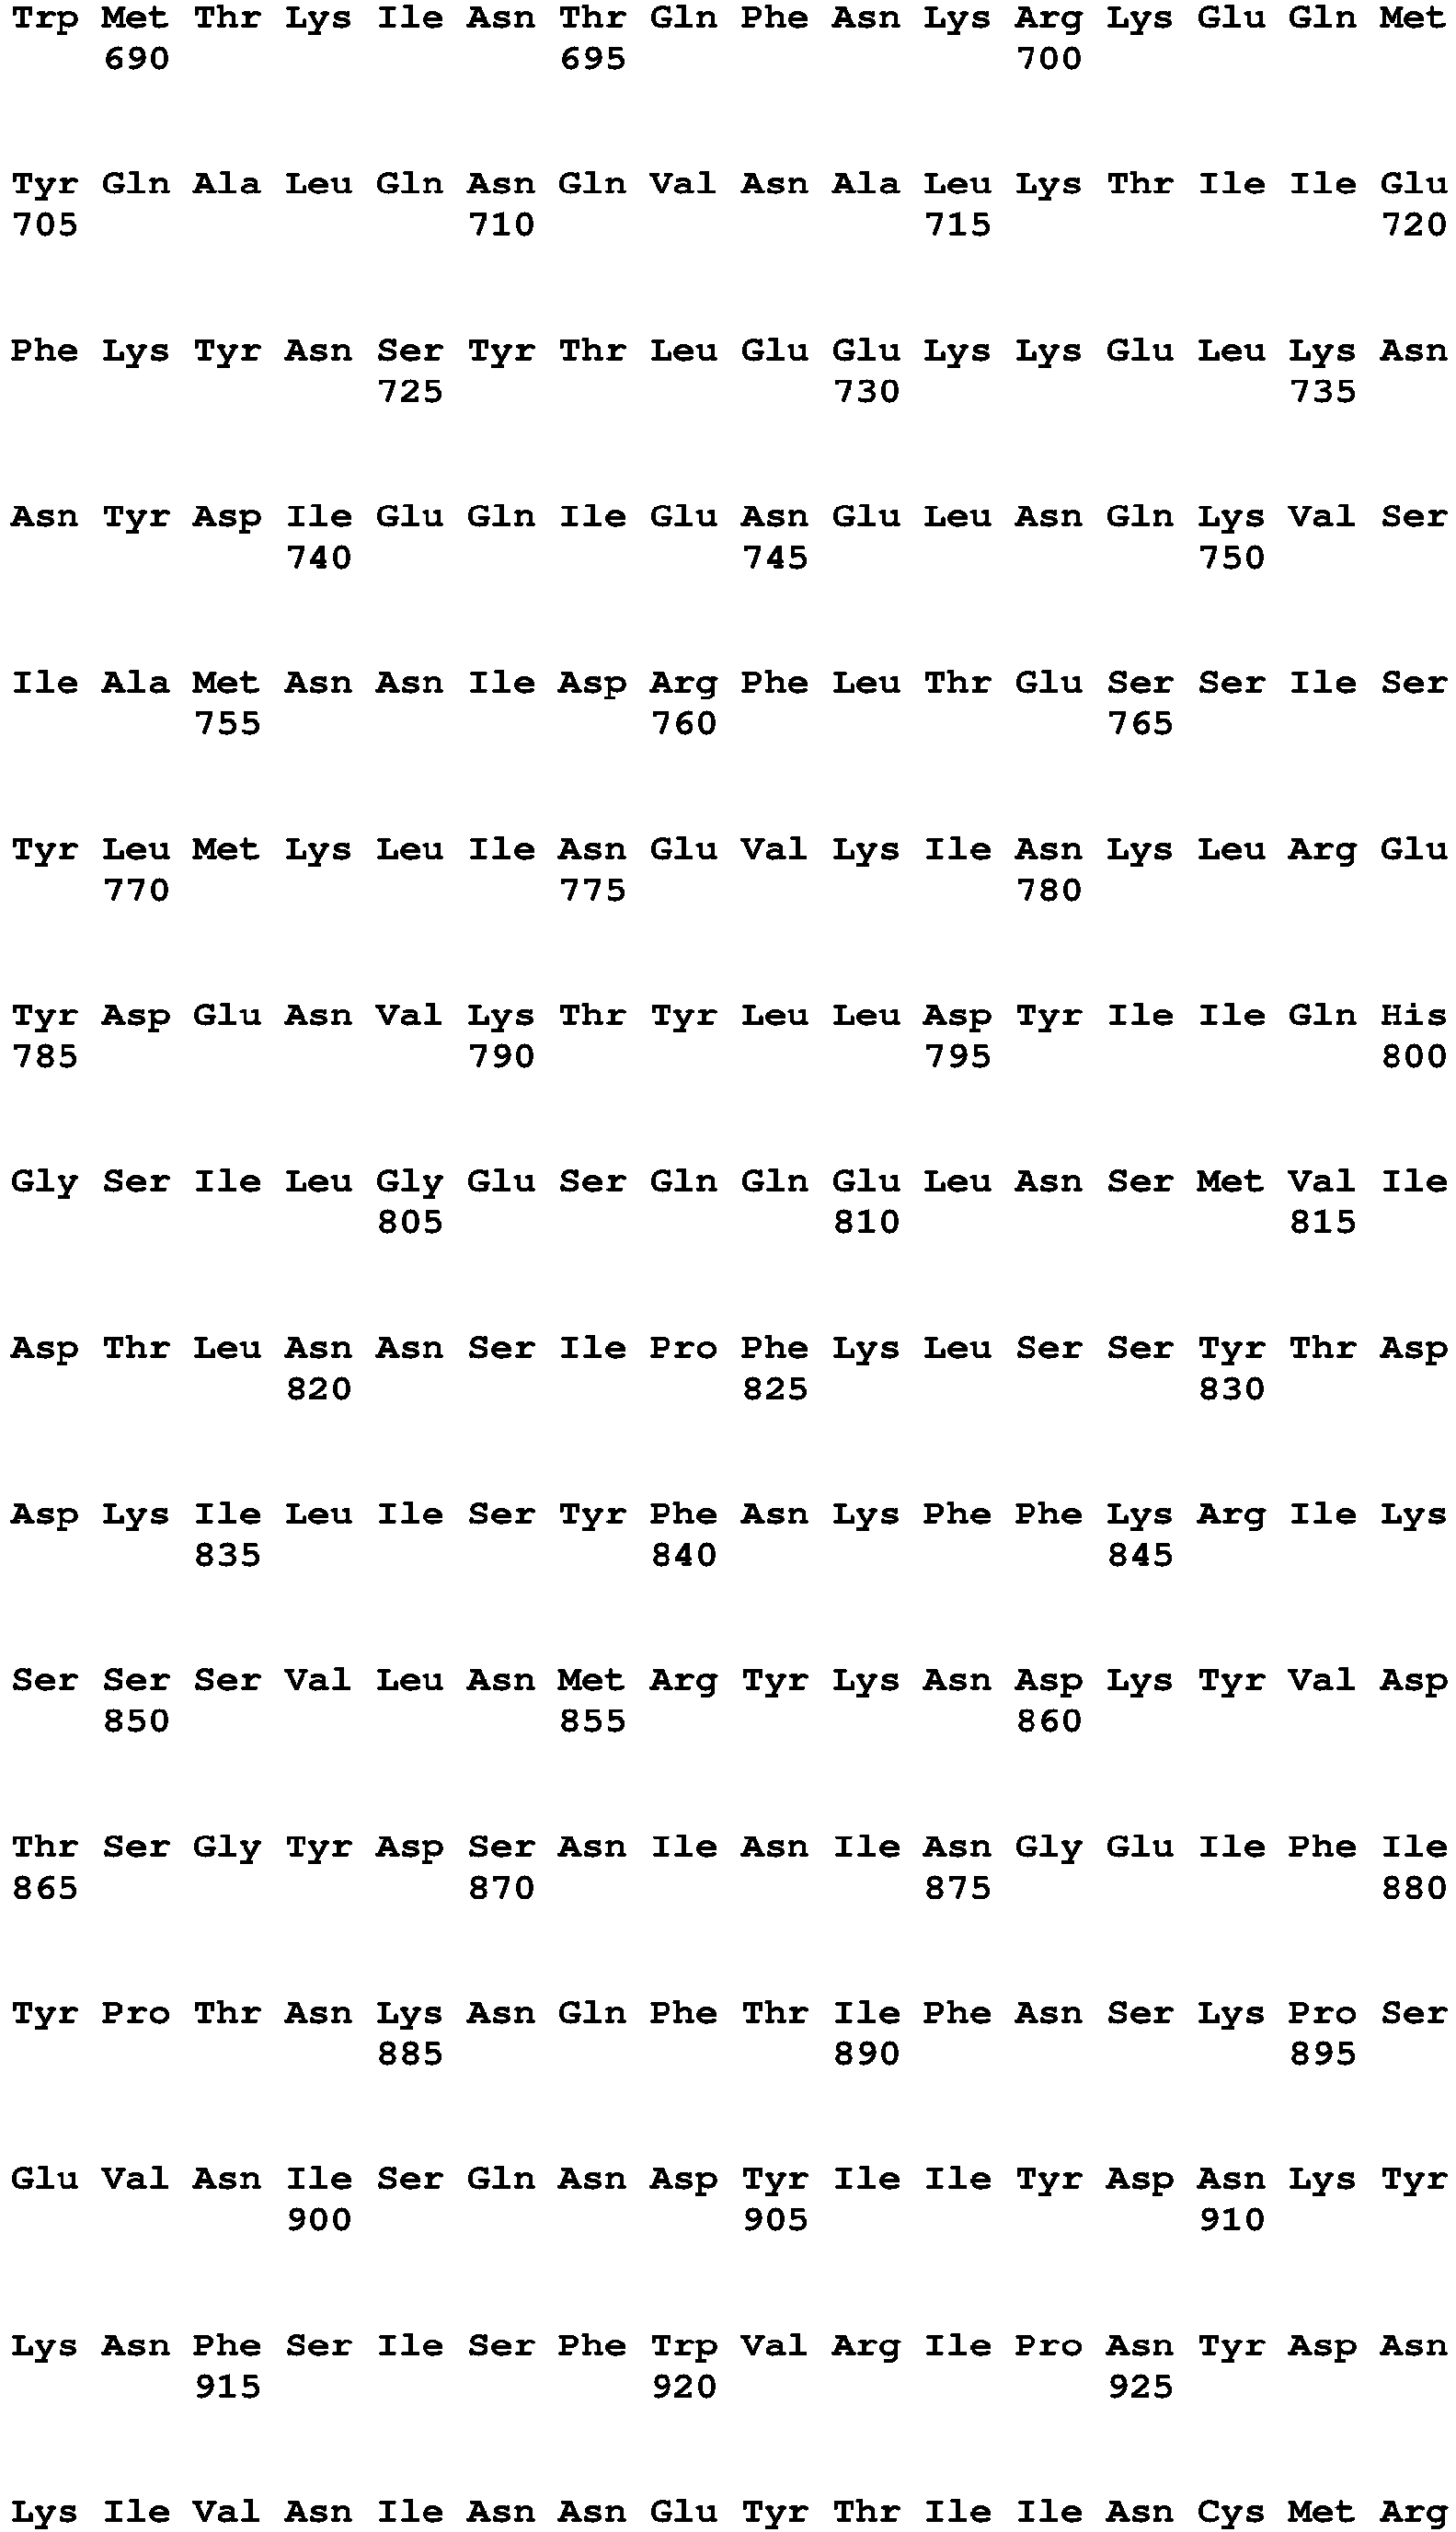 Trp Met Thr Lys Ile Asn Thr Gln Phe Asn Lys Arg Lys Glu Gln Met
690 695 700
Tyr Gln Ala Leu Gln Asn Gln Val Asn Ala Leu Lys Thr Ile Ile Glu
705 710 715 720
Phe Lys Tyr Asn Ser Tyr Thr Leu Glu Glu Lys Lys Glu Leu Lys Asn
725 730 735
Asn Tyr Asp Ile Glu Gln Ile Glu Asn Glu Leu Asn Gln Lys Val Ser
740 745 750
Ile Ala Met Asn Asn Ile Asp Arg Phe Leu Thr Glu Ser Ser Ile Ser
755 760 765
Tyr Leu Met Lys Leu Ile Asn Glu Val Lys Ile Asn Lys Leu Arg Glu
770 775 780
Tyr Asp Glu Asn Val Lys Thr Tyr Leu Leu Asp Tyr Ile Ile Gln His
785 790 795 800
Gly Ser Ile Leu Gly Glu Ser Gln Gln Glu Leu Asn Ser Met Val Ile
805 810 815
Asp Thr Leu Asn Asn Ser Ile Pro Phe Lys Leu Ser Ser Tyr Thr Asp
820 825 830
Asp Lys Ile Leu Ile Ser Tyr Phe Asn Lys Phe Phe Lys Arg Ile Lys
835 840 845
Ser Ser Ser Val Leu Asn Met Arg Tyr Lys Asn Asp Lys Tyr Val Asp
850 855 860
Thr Ser Gly Tyr Asp Ser Asn Ile Asn Ile Asn Gly Glu Ile Phe Ile
865 870 875 880
Tyr Pro Thr Asn Lys Asn Gln Phe Thr Ile Phe Asn Ser Lys Pro Ser
885 890 895
Glu Val Asn Ile Ser Gln Asn Asp Tyr Ile Ile Tyr Asp Asn Lys Tyr
900 905 910
Lys Asn Phe Ser Ile Ser Phe Trp Val Arg Ile Pro Asn Tyr Asp Asn
915 920 925
Lys Ile Val Asn Ile Asn Asn Glu Tyr Thr Ile Ile Asn Cys Met Arg